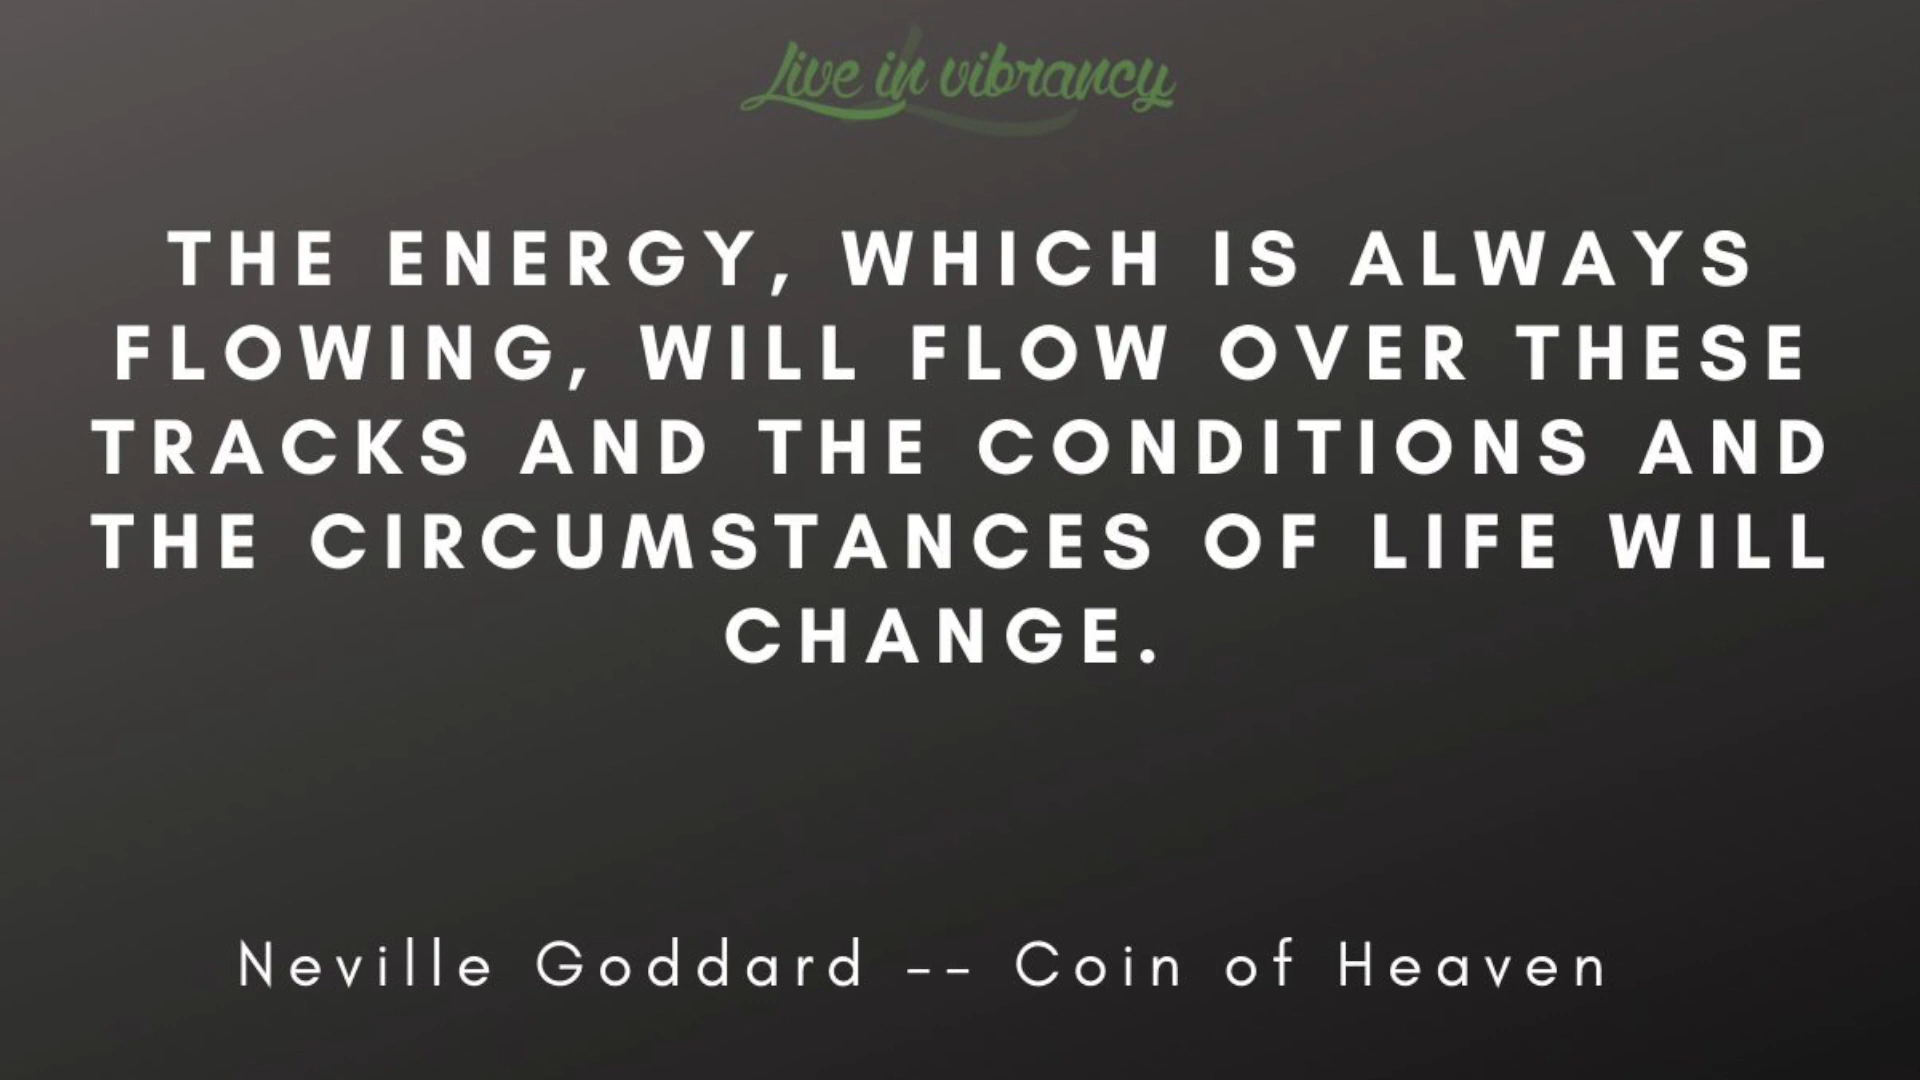 Live in vibrancy
THE ENERGY, WHICH IS ALWAYS
FLOWING, WILL FLOW OVER THESE
TRACKS AND THE CONDITIONS AND
THE CIRCUMSTANCES OF LIFE WILL
CHANGE.
Neville Goddard -- Coin of Heaven